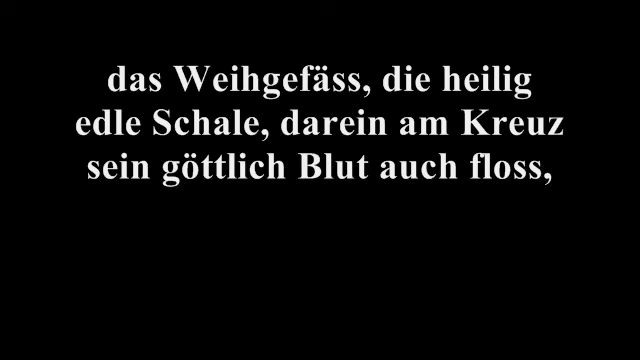 das Weihgefäss, die heilig
edle Schale, darein am Kreuz
sein göttlich Blut auch floss,